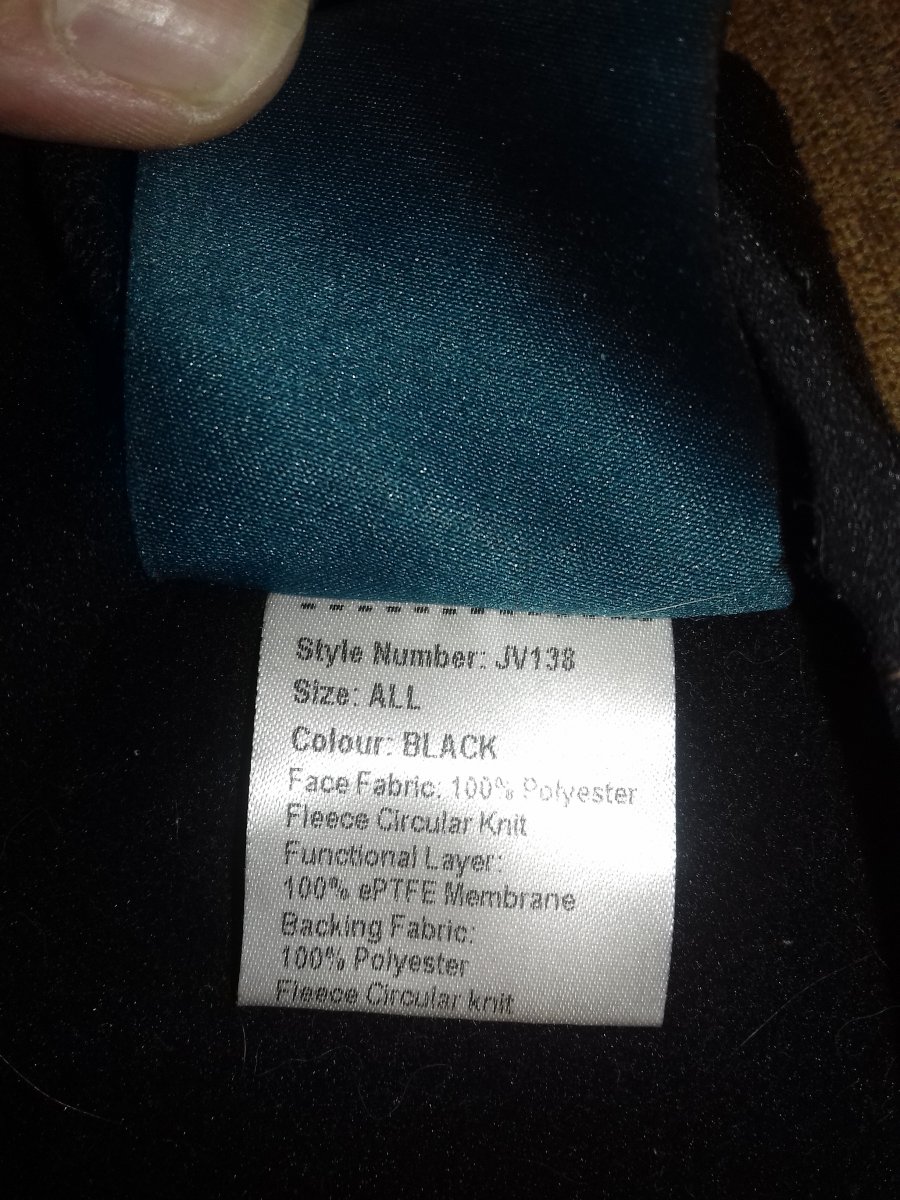 Style Number: JV138
Size: ALL
Colour: BLACK
Face Fabric: 100% Polyester
Fleece Circular Knit
Functional Layer:
100% ePTFE Membrane
Backing Fabric:
100% Polyester
Fleece Circular knit